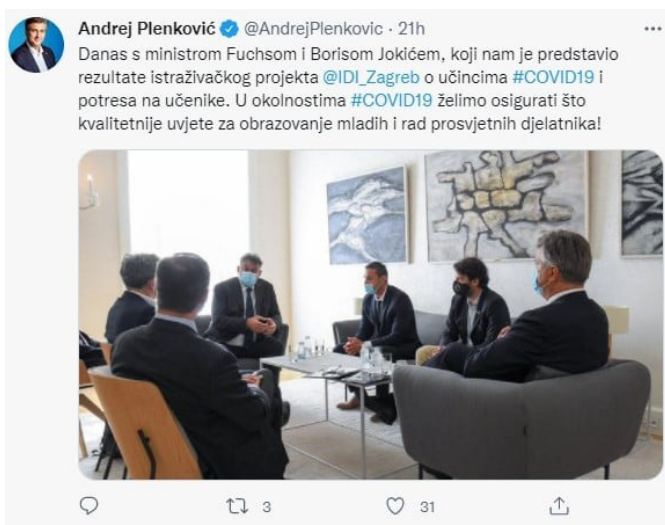 Andrej Plenković @AndrejPlenkovic · 21h
Danas s ministrom Fuchsom i Borisom Jokićem, koji nam je predstavio
rezultate istraživačkog projekta @IDI_Zagreb o učincima #COVID19 i
potresa na učenike. U okolnostima #COVID19 želimo osigurati što
kvalitetnije uvjete za obrazovanje mladih i rad prosvjetnih djelatnika!
3 31